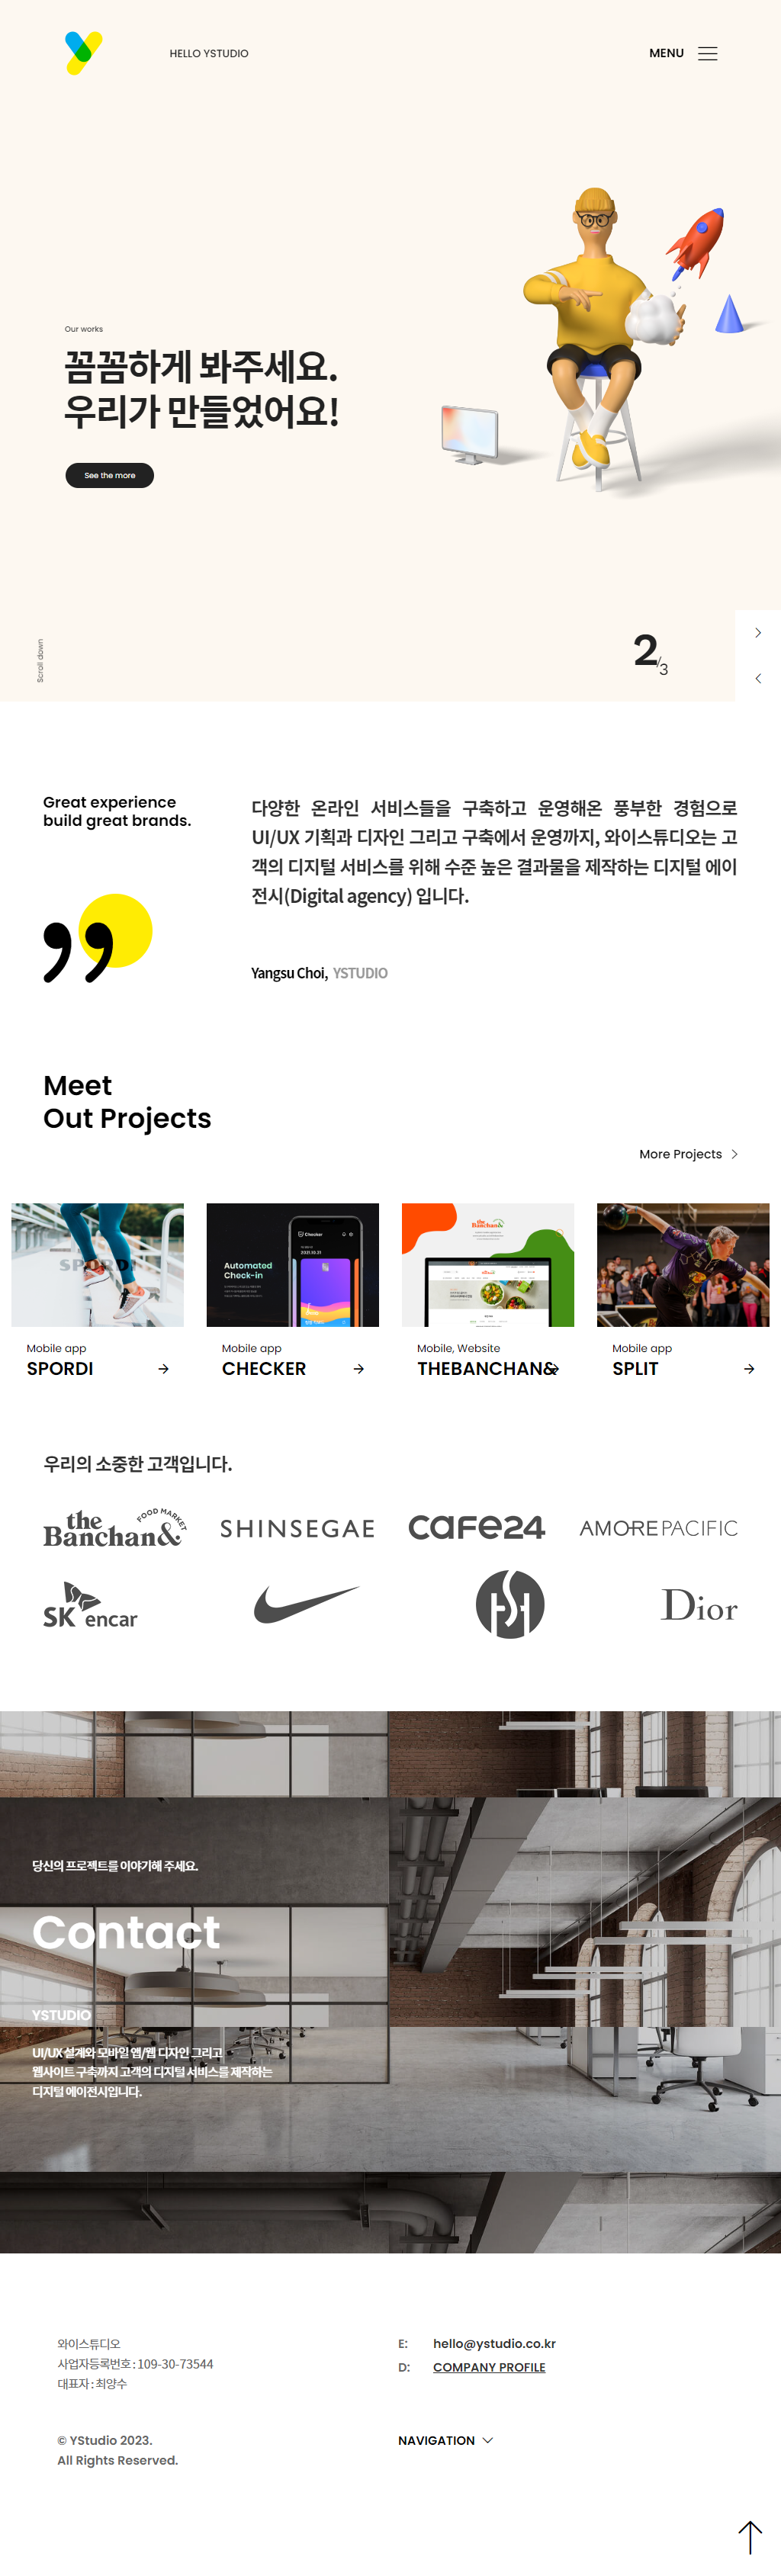 HELLO YSTUDIO
MENU
Our works
꼼꼼하게 봐주세요.
우리가 만들었어요!
See the more
Scroll down
2/3
Great experience
build great brands.
다양한 온라인 서비스들을 구축하고 운영해온 풍부한 경험으로
UI/UX 기획과 디자인 그리고 구축에서 운영까지, 와이스튜디오는 고
객의 디지털 서비스를 위해 수준 높은 결과물을 제작하는 디지털 에이
전시(Digital agency) 입니다.
Yangsu Choi, YSTUDIO
Meet
Out Projects
More Projects
SPORDI
Checker
Automated
Check-in
the
Banchan&
Mobile app
SPORDI
Mobile app
CHECKER
Mobile, Website
THEBANCHAN&
Mobile app
SPLIT
우리의 소중한 고객입니다.
the
Banchan&
FOOD MARKET
SHINSEGAE
cafe24
AMOREPACIFIC
SK encar
Dior
당신의 프로젝트를 이야기해 주세요.
Contact
YSTUDIO
UI/UX설계와 모바일 앱/웹 디자인 그리고
웹사이트 구축까지 고객의 디지털 서비스를 제작하는
디지털 에이전시입니다.
와이스튜디오
사업자등록번호 : 109-30-73544
대표자 : 최양수
E: hello@ystudio.co.kr
D: COMPANY PROFILE
© YStudio 2023.
All Rights Reserved.
NAVIGATION